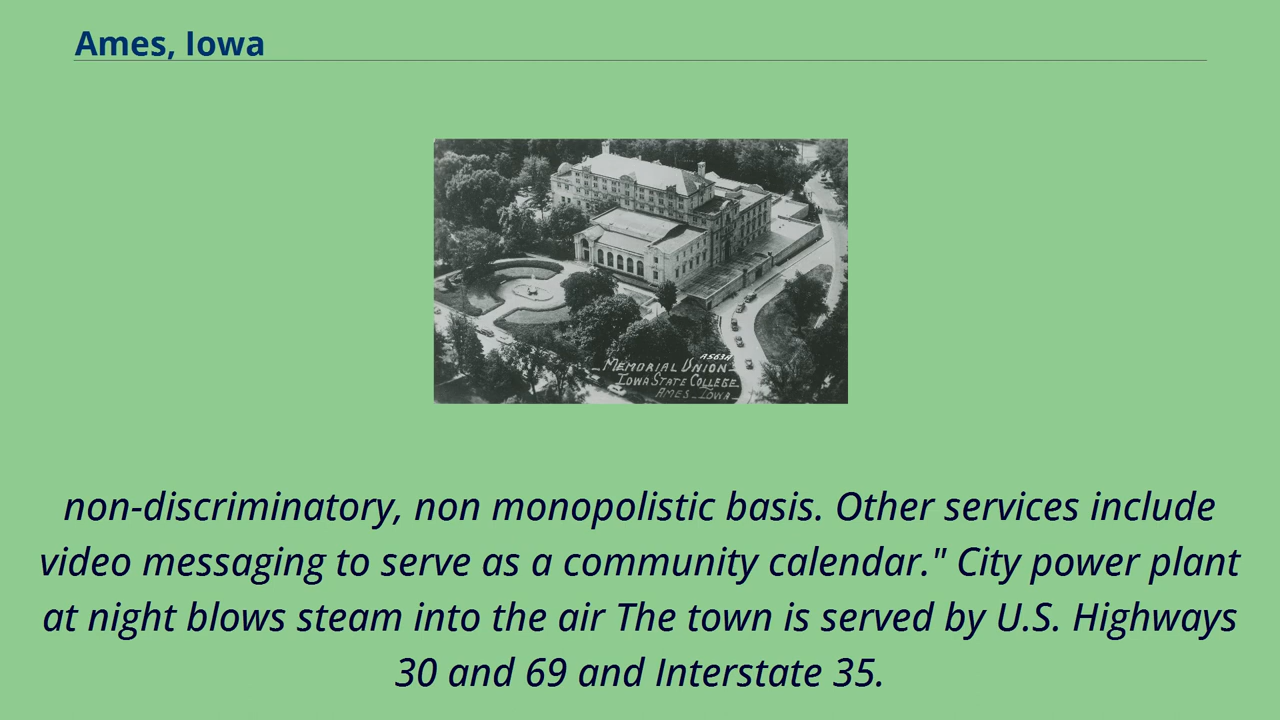 Ames, Iowa
A563A
MEMORIAL UNION
IOWA STATE COLLEGE
AMES_IOWA
non-discriminatory, non monopolistic basis. Other services include
video messaging to serve as a community calendar." City power plant
at night blows steam into the air The town is served by U.S. Highways
30 and 69 and Interstate 35.